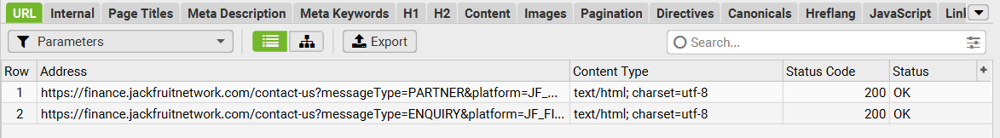 URL Internal Page Titles Meta Description Meta Keywords H1 H2 Content Images Pagination Directives Canonicals Hreflang JavaScript Link
Parameters Export Search...
Row Address Content Type Status Code Status +
1 https://finance.jackfruitnetwork.com/contact-us?messageType=PARTNER&platform=JF_... text/html; charset=utf-8 200 OK
2 https://finance.jackfruitnetwork.com/contact-us?messageType=ENQUIRY&platform=JF_FI... text/html; charset=utf-8 200 OK